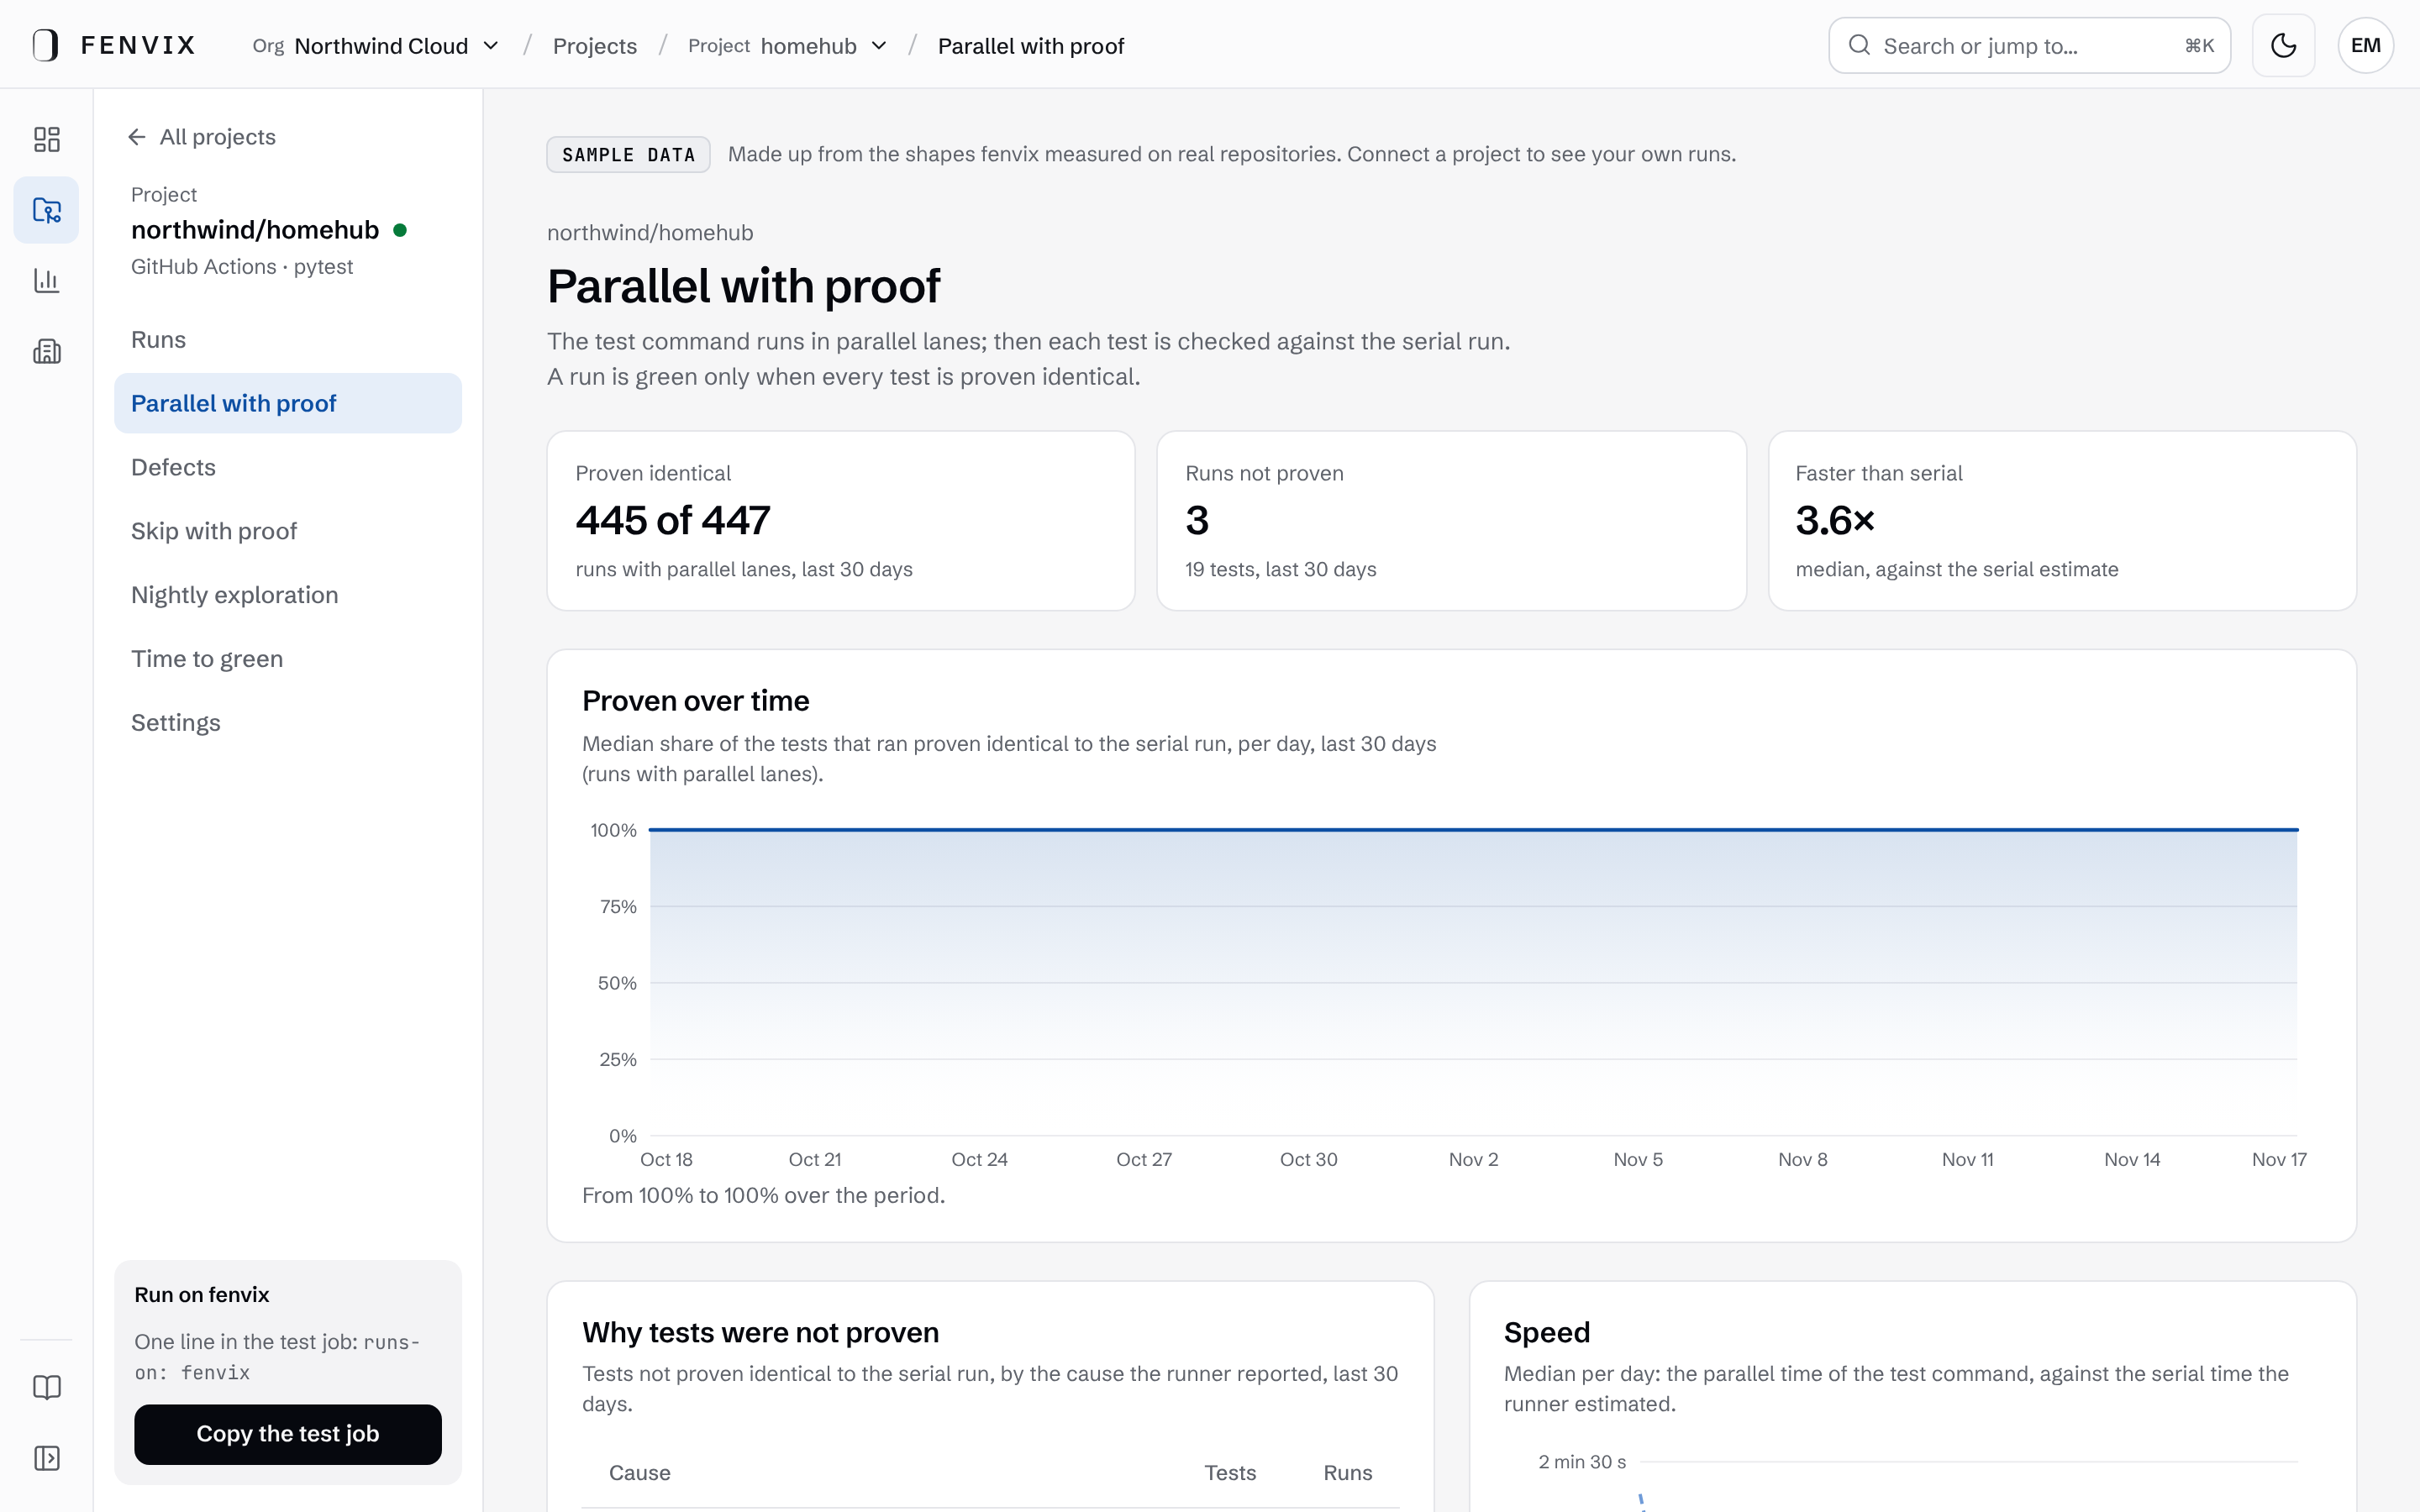 FENVIX
Org Northwind Cloud / Projects / Project homehub / Parallel with proof
Search or jump to... ⌘K
EM
All projects
Project
northwind/homehub
GitHub Actions · pytest
Runs
Parallel with proof
Defects
Skip with proof
Nightly exploration
Time to green
Settings
Run on fenvix
One line in the test job: runs-
on: fenvix
Copy the test job
SAMPLE DATA Made up from the shapes fenvix measured on real repositories. Connect a project to see your own runs.
northwind/homehub
Parallel with proof
The test command runs in parallel lanes; then each test is checked against the serial run.
A run is green only when every test is proven identical.
Proven identical
445 of 447
runs with parallel lanes, last 30 days
Runs not proven
3
19 tests, last 30 days
Faster than serial
3.6×
median, against the serial estimate
Proven over time
Median share of the tests that ran proven identical to the serial run, per day, last 30 days
(runs with parallel lanes).
100%
75%
50%
25%
0%
Oct 18 Oct 21 Oct 24 Oct 27 Oct 30 Nov 2 Nov 5 Nov 8 Nov 11 Nov 14 Nov 17
From 100% to 100% over the period.
Why tests were not proven
Tests not proven identical to the serial run, by the cause the runner reported, last 30
days.
Cause Tests Runs
Speed
Median per day: the parallel time of the test command, against the serial time the
runner estimated.
2 min 30 s